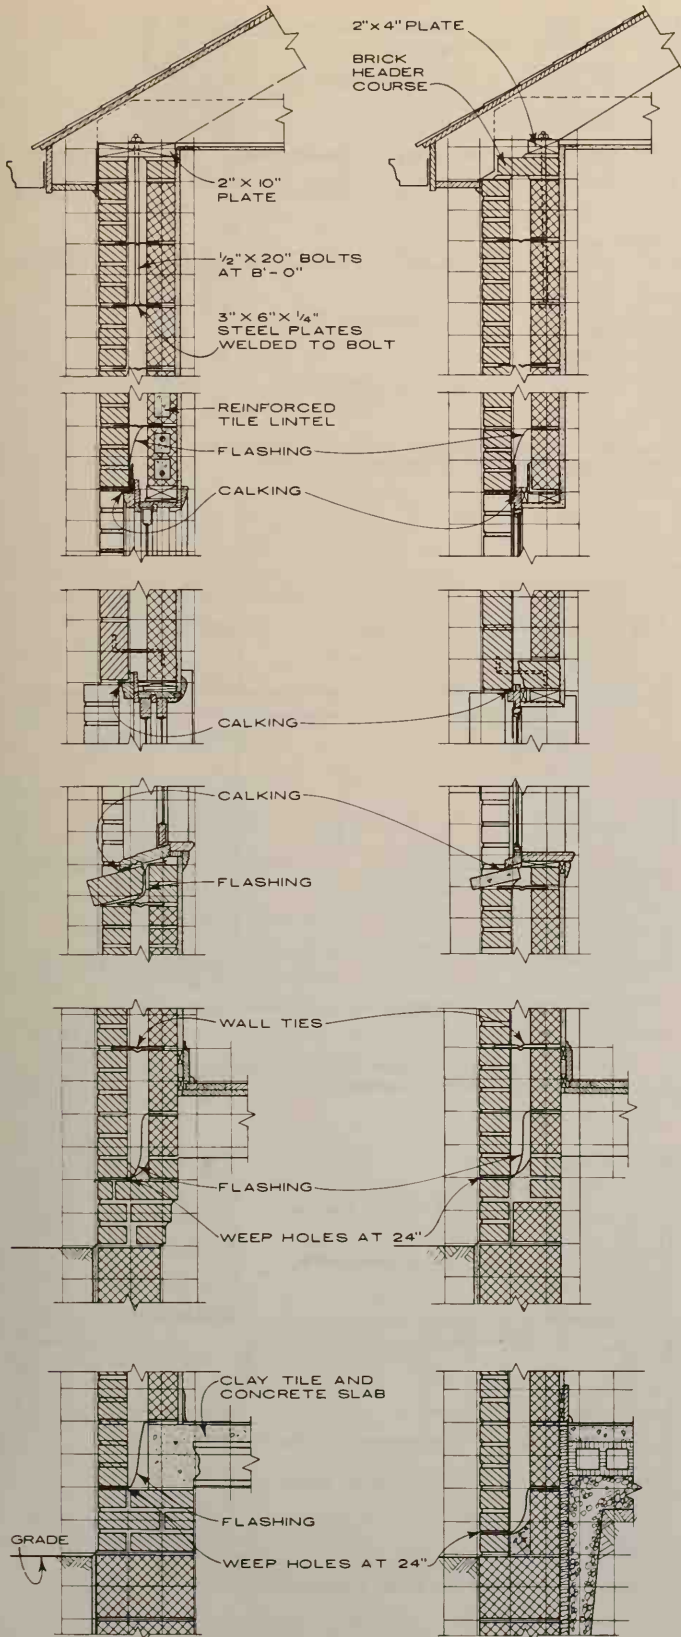 2" X 4" PLATE
BRICK
HEADER
COURSE
2" X 10"
PLATE
1/2" X 20" BOLTS
AT 8'-0"
3" X 6" X 1/4"
STEEL PLATES
WELDED TO BOLT
REINFORCED
TILE LINTEL
FLASHING
CALKING
CALKING
CALKING
FLASHING
WALL TIES
FLASHING
WEEP HOLES AT 24"
CLAY TILE AND
CONCRETE SLAB
FLASHING
GRADE
WEEP HOLES AT 24"